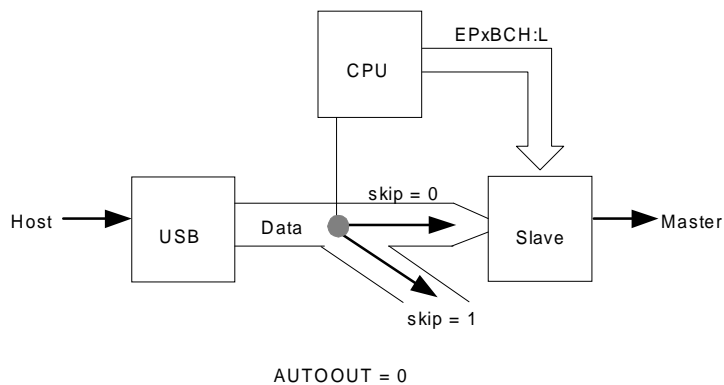 EPxBCH:L
CPU
skip = 0
Host
USB
Data
Slave
Master
skip = 1
AUTOOUT = 0